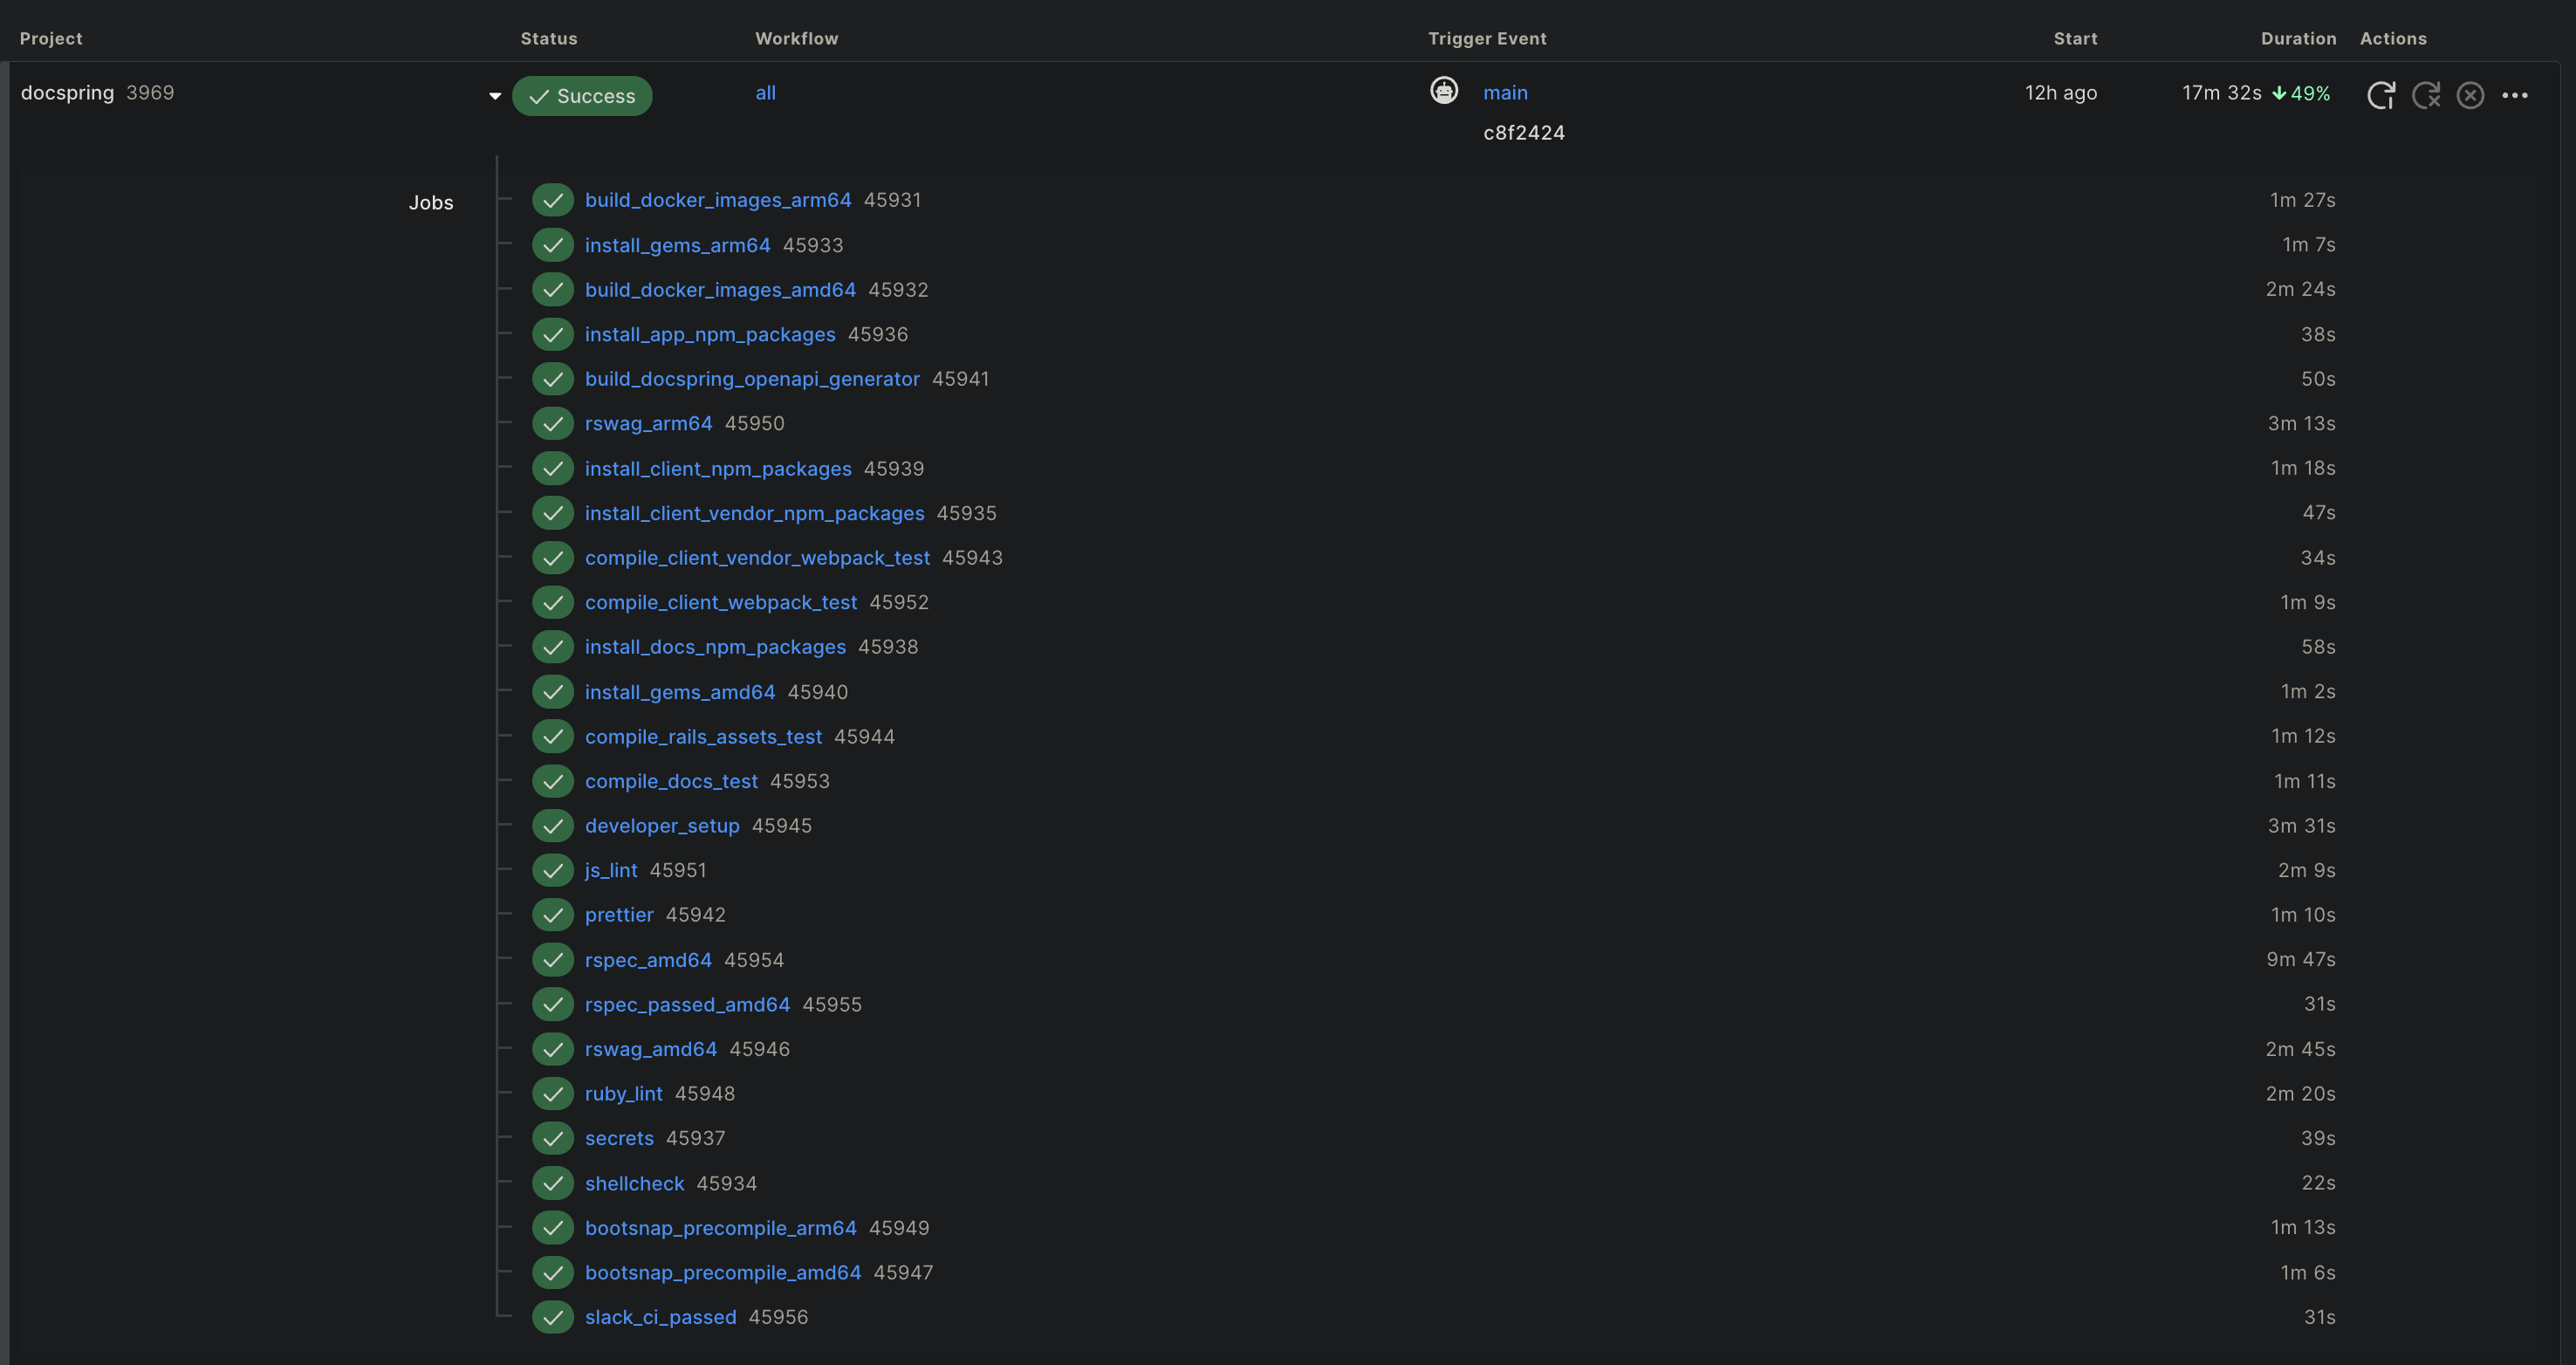 Project Status Workflow Trigger Event Start Duration Actions
docspring 3969 Success all main 12h ago 17m 32s 49%
c8f2424
Jobs build_docker_images_arm64 45931 1m 27s
install_gems_arm64 45933 1m 7s
build_docker_images_amd64 45932 2m 24s
install_app_npm_packages 45936 38s
build_docspring_openapi_generator 45941 50s
rswag_arm64 45950 3m 13s
install_client_npm_packages 45939 1m 18s
install_client_vendor_npm_packages 45935 47s
compile_client_vendor_webpack_test 45943 34s
compile_client_webpack_test 45952 1m 9s
install_docs_npm_packages 45938 58s
install_gems_amd64 45940 1m 2s
compile_rails_assets_test 45944 1m 12s
compile_docs_test 45953 1m 11s
developer_setup 45945 3m 31s
js_lint 45951 2m 9s
prettier 45942 1m 10s
rspec_amd64 45954 9m 47s
rspec_passed_amd64 45955 31s
rswag_amd64 45946 2m 45s
ruby_lint 45948 2m 20s
secrets 45937 39s
shellcheck 45934 22s
bootsnap_precompile_arm64 45949 1m 13s
bootsnap_precompile_amd64 45947 1m 6s
slack_ci_passed 45956 31s